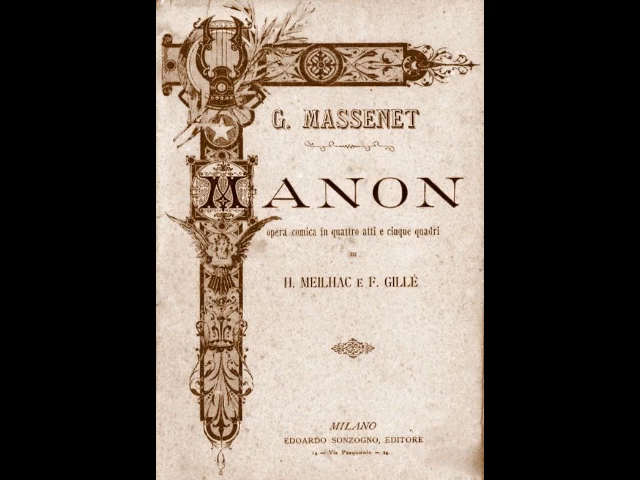 G. MASSENET
MANON
opera comica in quattro atti e cinque quadri
DI
H. MEILHAC E F. GILLÉ
MILANO
EDOARDO SONZOGNO, EDITORE
14 — Via Pasquirolo — 14